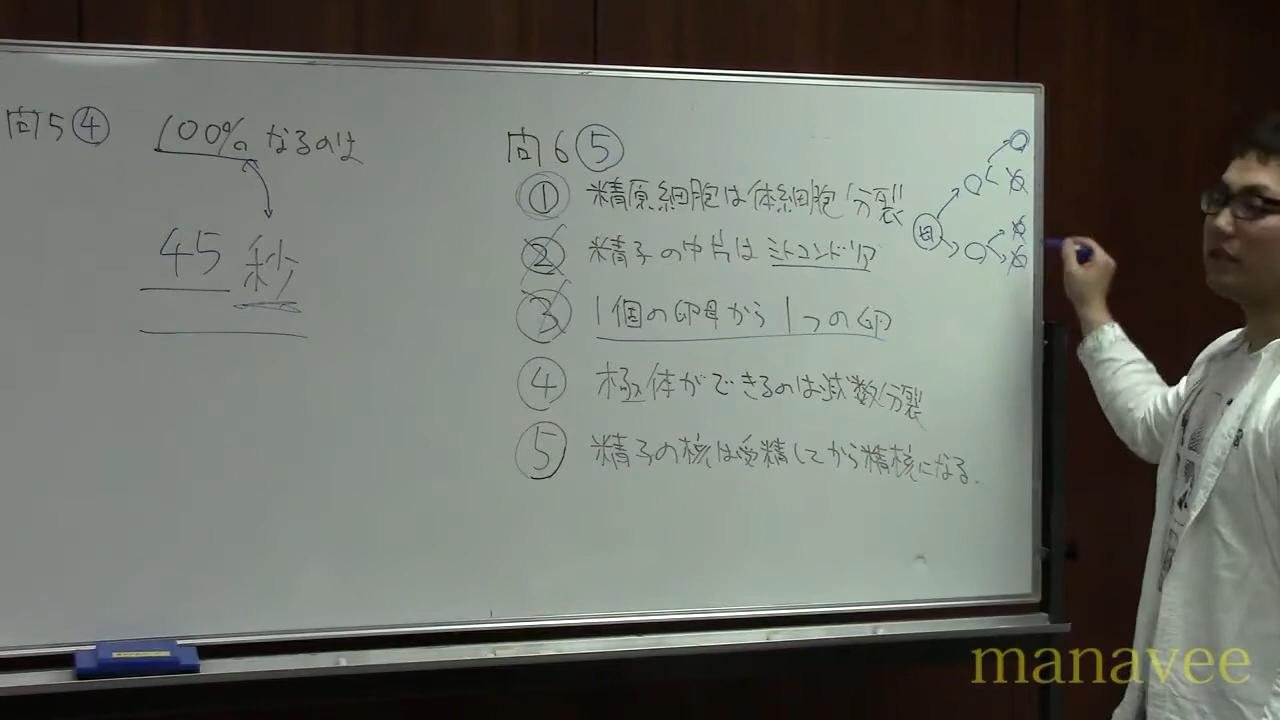 問5 ④ 100%になるのは
45秒
問6 ⑤
① 精原細胞は体細胞分裂
② 精子の中片はミトコンドリア
③ 1個の卵母から1つの卵
④ 極体ができるのは減数分裂
⑤ 精子の核は受精してから精核になる.
母
manavee